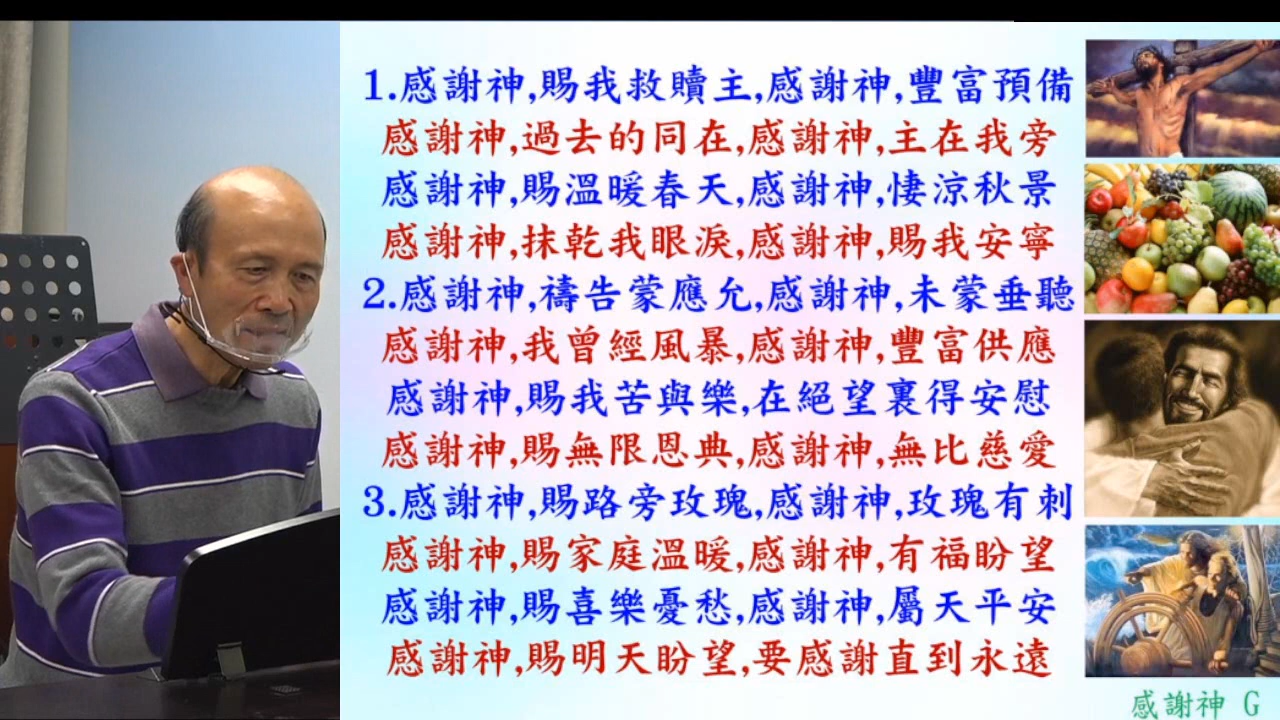 1.感謝神,賜我救贖主,感謝神,豐富預備
感謝神,過去的同在,感謝神,主在我旁
感謝神,賜溫暖春天,感謝神,悽涼秋景
感謝神,抹乾我眼淚,感謝神,賜我安寧
2.感謝神,禱告蒙應允,感謝神,未蒙垂聽
感謝神,我曾經風暴,感謝神,豐富供應
感謝神,賜我苦與樂,在絕望裏得安慰
感謝神,賜無限恩典,感謝神,無比慈愛
3.感謝神,賜路旁玫瑰,感謝神,玫瑰有刺
感謝神,賜家庭溫暖,感謝神,有福盼望
感謝神,賜喜樂憂愁,感謝神,屬天平安
感謝神,賜明天盼望,要感謝直到永遠
感謝神 G